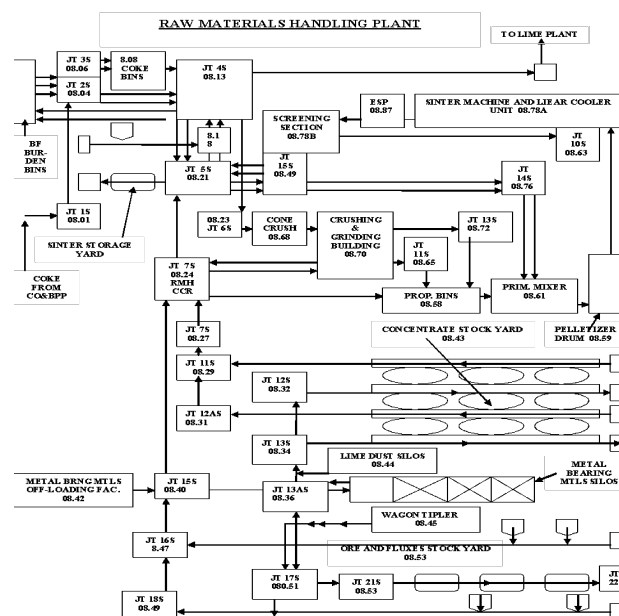 RAW MATERIALS HANDLING PLANT
TO LIME PLANT
JT 3S
08.06
8.08
COKE
BINS
JT 4S
08.13
JT 2S
08.04
ESP
08.87
SINTER MACHINE AND LIEAR COOLER
UNIT 08.78A
SCREENING
SECTION
08.78B
8.1
8
BF
BUR-
DEN
BINS
JT
10S
08.63
JT 5S
08.21
JT
15S
08.49
JT
14S
08.76
JT 1S
08.01
SINTER STORAGE
YARD
08.23
JT 6S
CONE
CRUSH
08.68
CRUSHING
&
GRINDING
BUILDING
08.70
JT 13S
08.72
JT
11S
08.65
COKE
FROM
CO&BPP
JT 7S
08.24
RMH
CCR
PROP. BINS
08.58
PRIM. MIXER
08.61
JT 7S
08.27
CONCENTRATE STOCK YARD
08.43
PELLETIZER
DRUM 08.59
JT 11S
08.29
JT 12S
08.32
JT 12AS
08.31
JT 13S
08.34
LIME DUST SILOS
08.44
METAL
BEARING
MTLS SILOS
METAL BRNG MTLS
OFF-LOADING FAC.
08.42
JT 15S
08.40
JT 13AS
08.36
WAGON TIPLER
08.45
JT 16S
8.47
ORE AND FLUXES STOCK YARD
08.53
JT 17S
080.51
JT 21S
08.53
JT
22
JT 18S
08.49